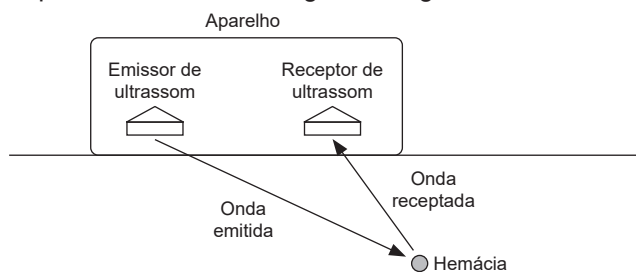 Aparelho
Emissor de
ultrassom
Receptor de
ultrassom
Onda
receptada
Onda
emitida
Hemácia